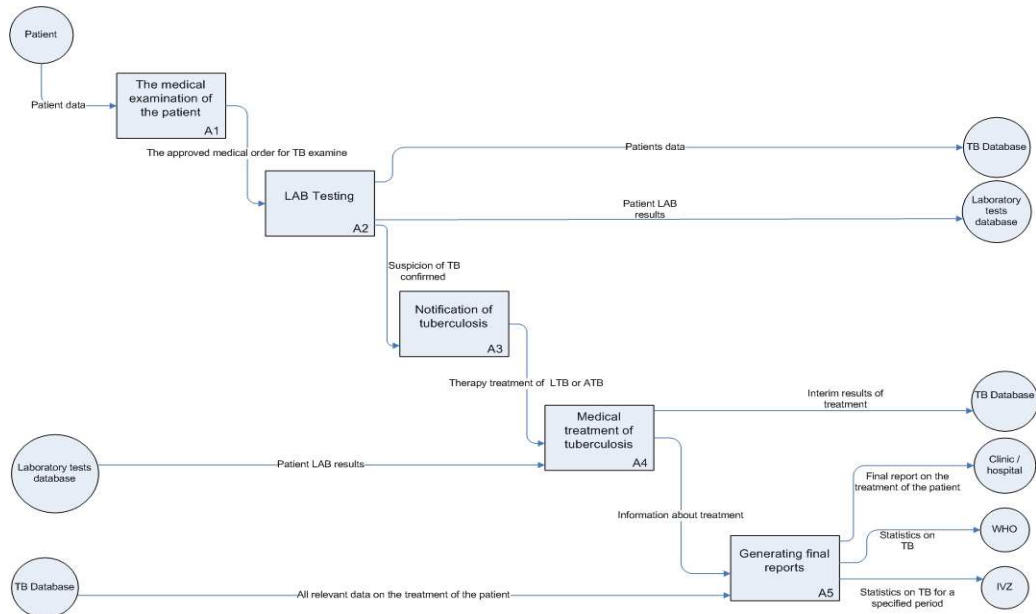 Patient
Patient data
The medical
examination of
the patient
A1
The approved medical order for TB examine
LAB Testing
A2
Patients data
TB Database
Patient LAB
results
Laboratory
tests
database
Suspicion of TB
confirmed
Notification of
tuberculosis
A3
Therapy treatment of LTB or ATB
Medical
treatment of
tuberculosis
A4
Interim results of
treatment
TB Database
Laboratory tests
database
Patient LAB results
Information about treatment
Final report on the
treatment of the patient
Clinic /
hospital
Generating final
reports
A5
Statistics on
TB
WHO
Statistics on TB for a
specified period
IVZ
TB Database
All relevant data on the treatment of the patient